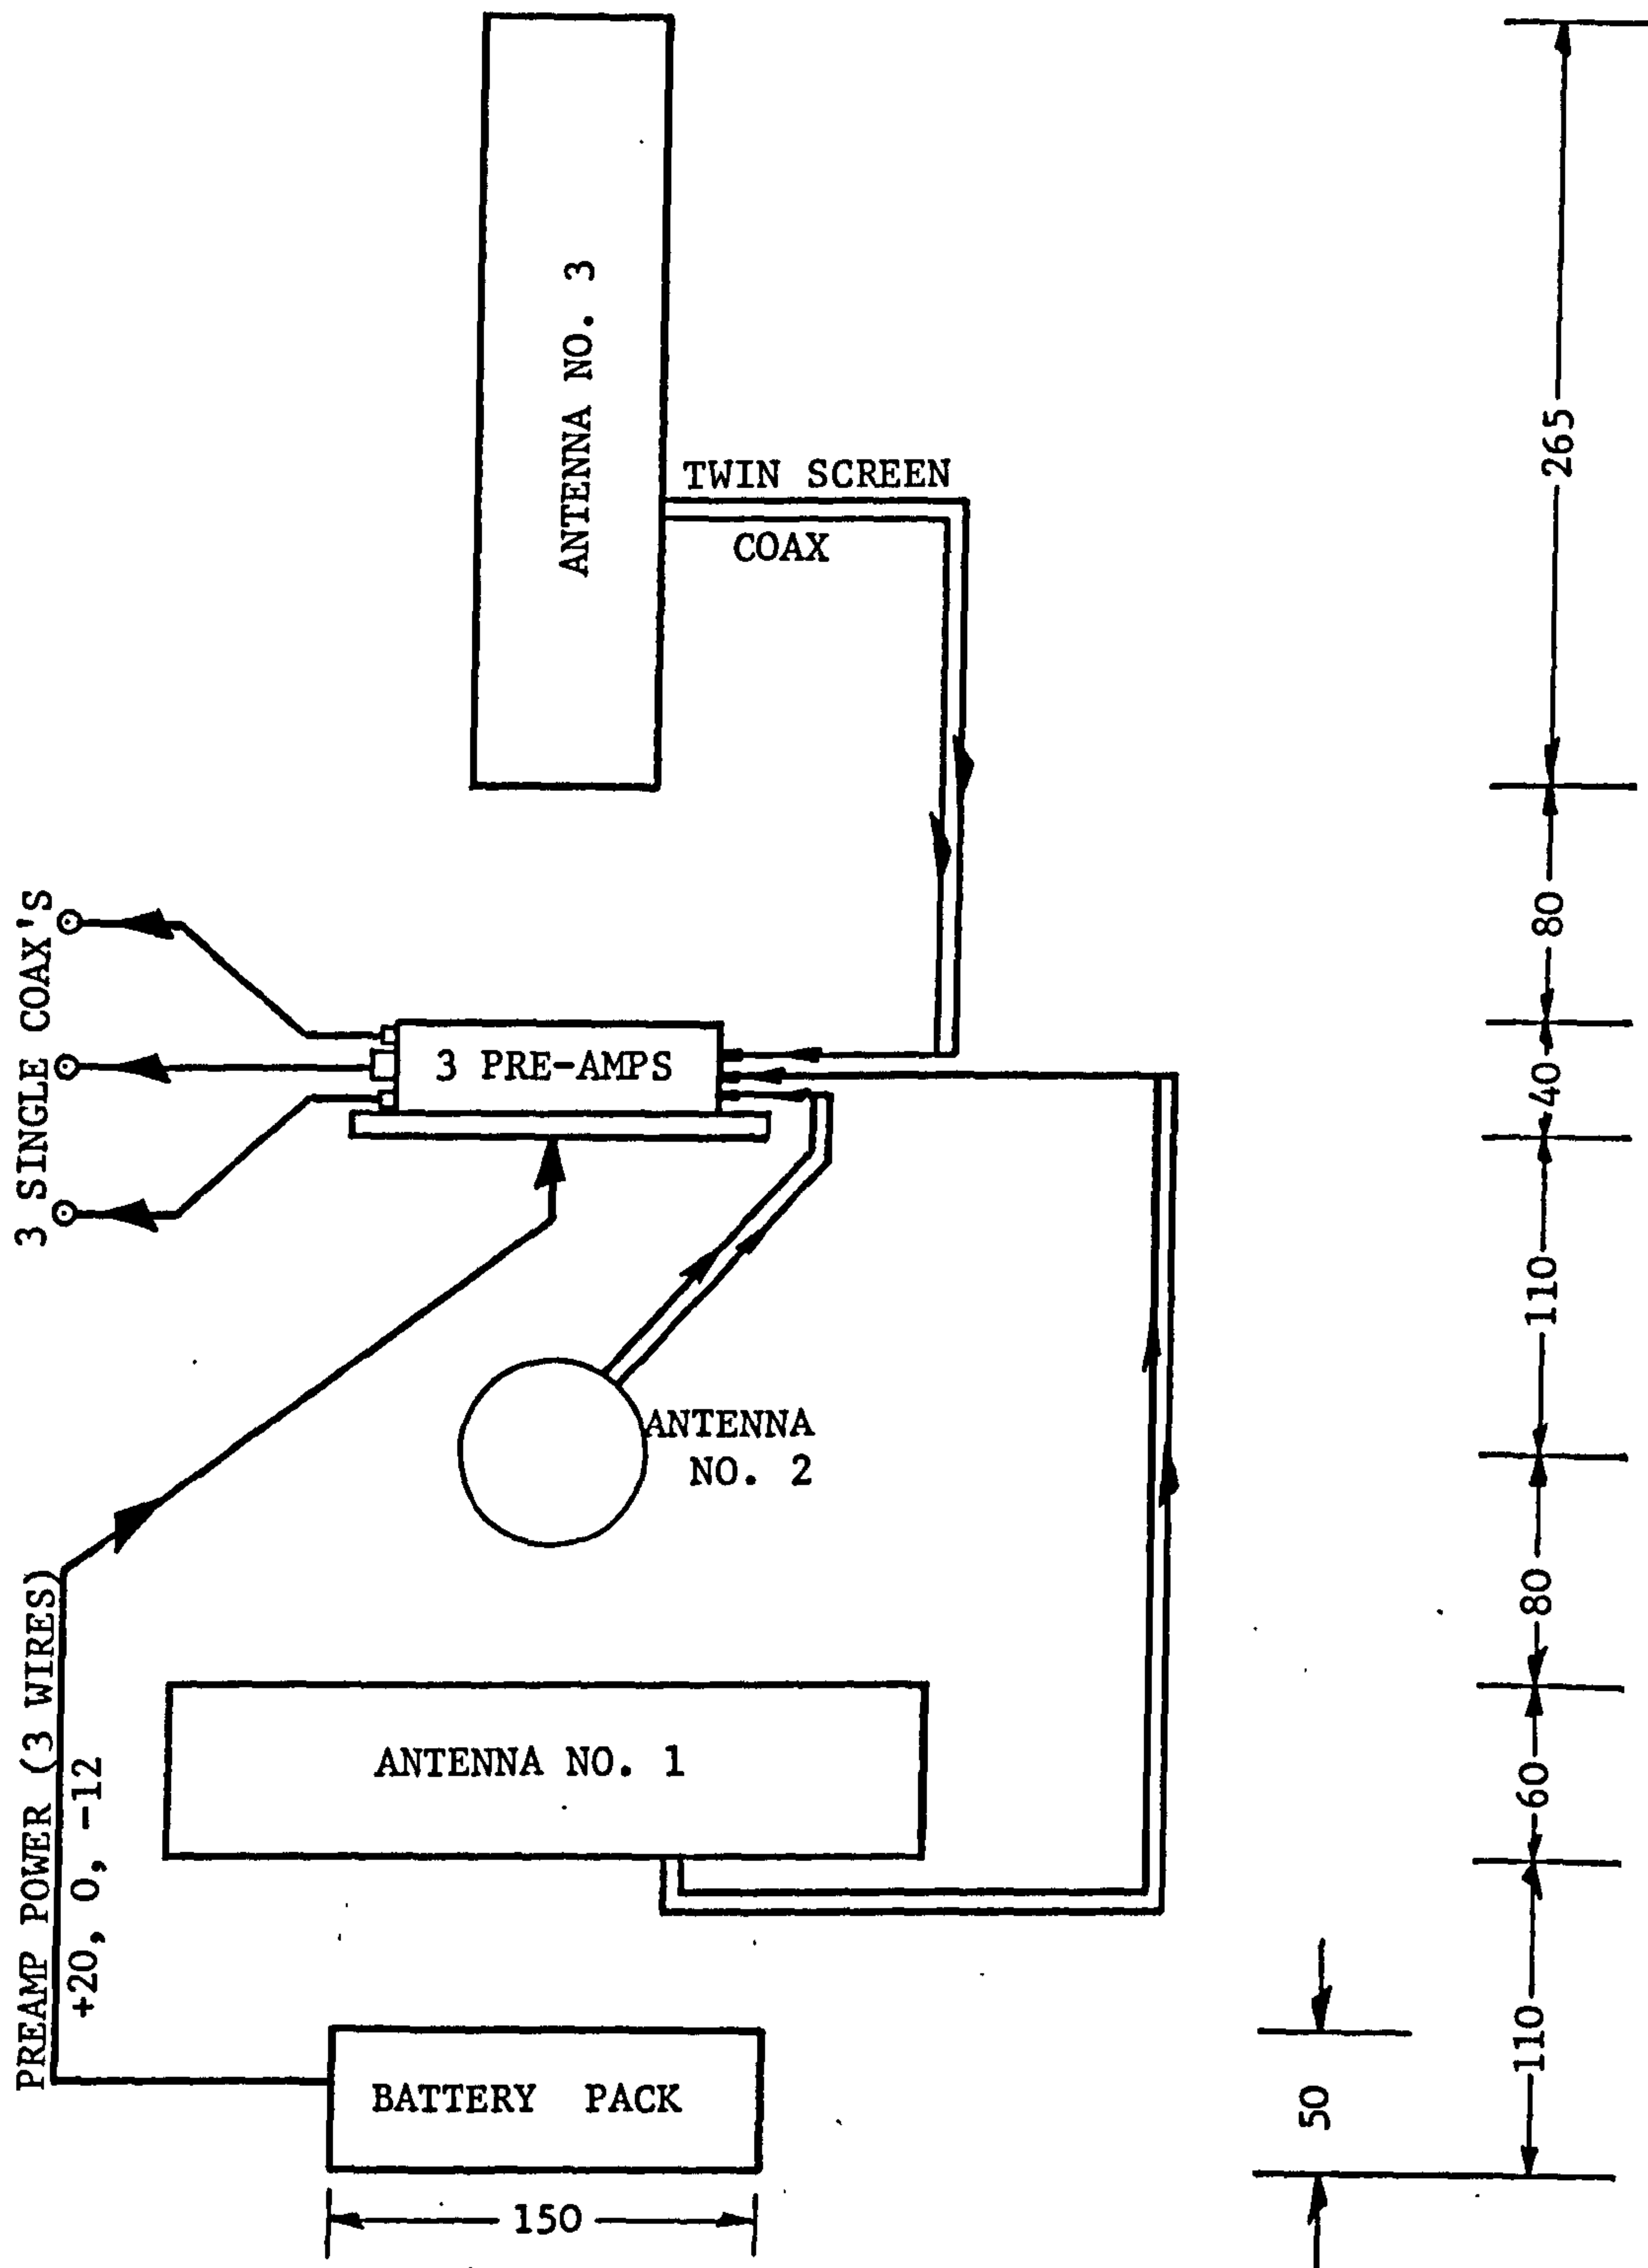 3 SINGLE COAX'S
ANTENNA NO. 3
TWIN SCREEN
COAX
3 PRE-AMPS
ANTENNA
NO. 2
PREAMP POWER (3 WIRES)
+20, 0, -12
ANTENNA NO. 1
BATTERY PACK
150
50
265
80
40
110
80
60
110